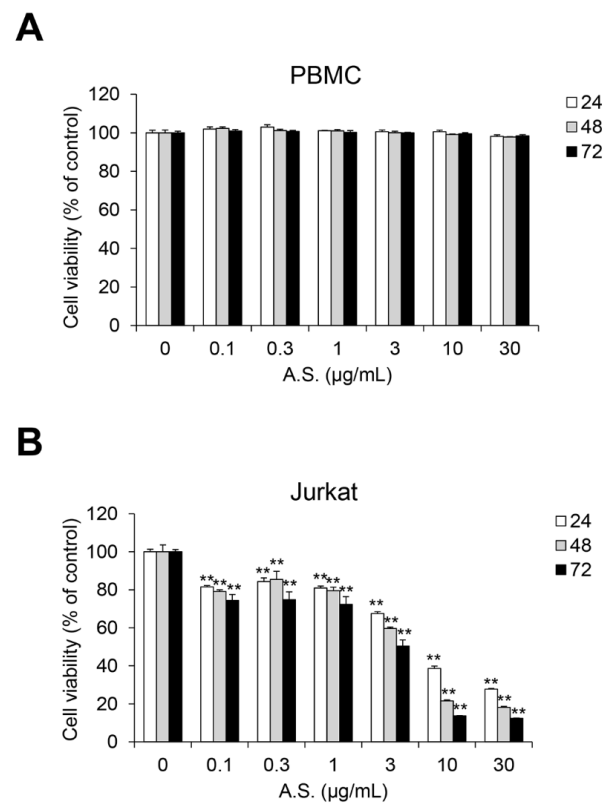 A
PBMC
Cell viability (% of control)
120
100
80
60
40
20
0
0 0.1 0.3 1 3 10 30
A.S. (µg/mL)
24
48
72
B
Jurkat
Cell viability (% of control)
120
100
80
60
40
20
0
** ** ** ** ** ** ** ** ** ** ** ** ** ** ** ** ** **
0 0.1 0.3 1 3 10 30
A.S. (µg/mL)
24
48
72